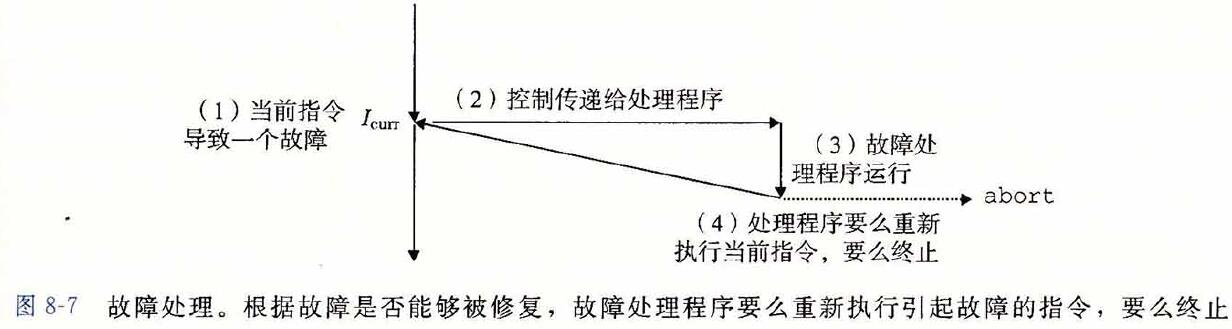 （1）当前指令
导致一个故障
I_curr
（2）控制传递给处理程序
（3）故障处
理程序运行
abort
（4）处理程序要么重新
执行当前指令，要么终止
图 8-7 故障处理。根据故障是否能够被修复，故障处理程序要么重新执行引起故障的指令，要么终止